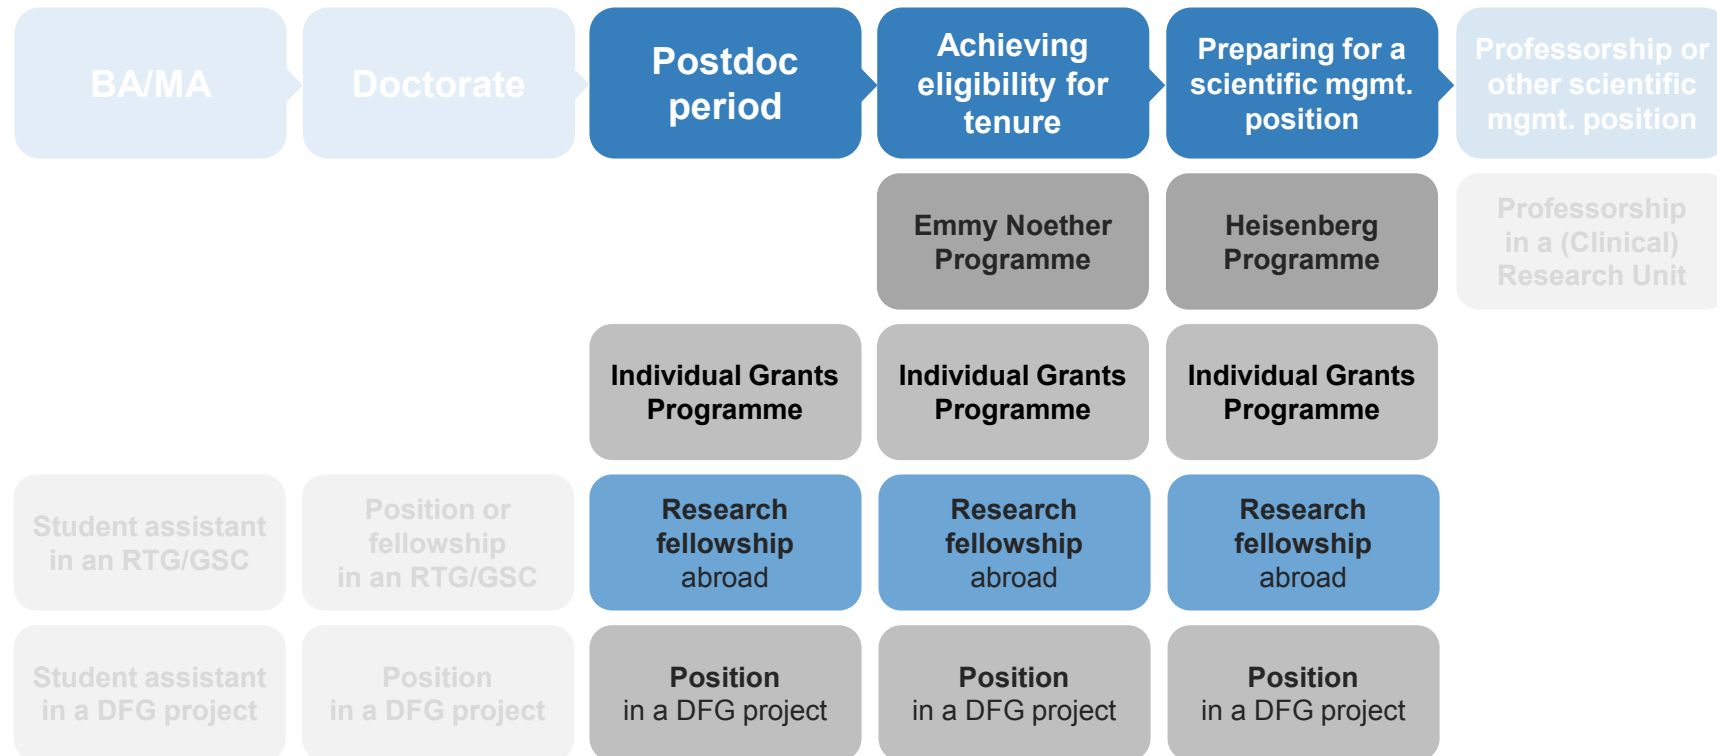 BA/MA
Doctorate
Postdoc
period
Achieving
eligibility for
tenure
Preparing for a
scientific mgmt.
position
Professorship or
other scientific
mgmt. position
Emmy Noether
Programme
Heisenberg
Programme
Professorship
in a (Clinical)
Research Unit
Individual Grants
Programme
Individual Grants
Programme
Individual Grants
Programme
Student assistant
in an RTG/GSC
Position or
fellowship
in an RTG/GSC
Research
fellowship
abroad
Research
fellowship
abroad
Research
fellowship
abroad
Student assistant
in a DFG project
Position
in a DFG project
Position
in a DFG project
Position
in a DFG project
Position
in a DFG project